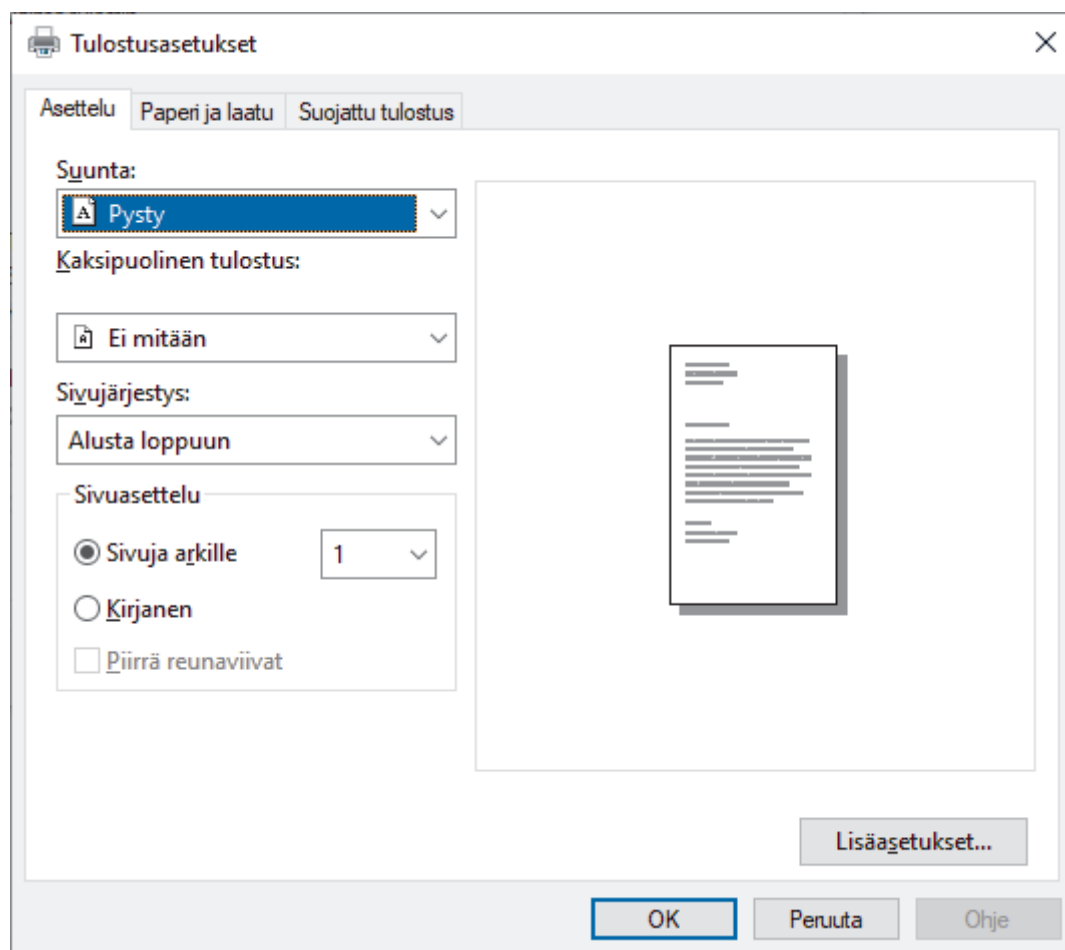 Tulostusasetukset
Asettelu Paperi ja laatu Suojattu tulostus
Suunta:
A Pysty
Kaksipuolinen tulostus:
Ei mitään
Sivujärjestys:
Alusta loppuun
Sivuasettelu
Sivuja arkille 1
Kirjanen
Piirrä reunaviivat
Lisäasetukset...
OK Peruuta Ohje